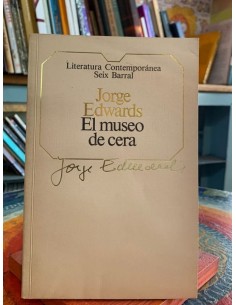 Literatura Contemporánea
Seix Barral
Jorge
Edwards
El museo
de cera
Jorge Edwards